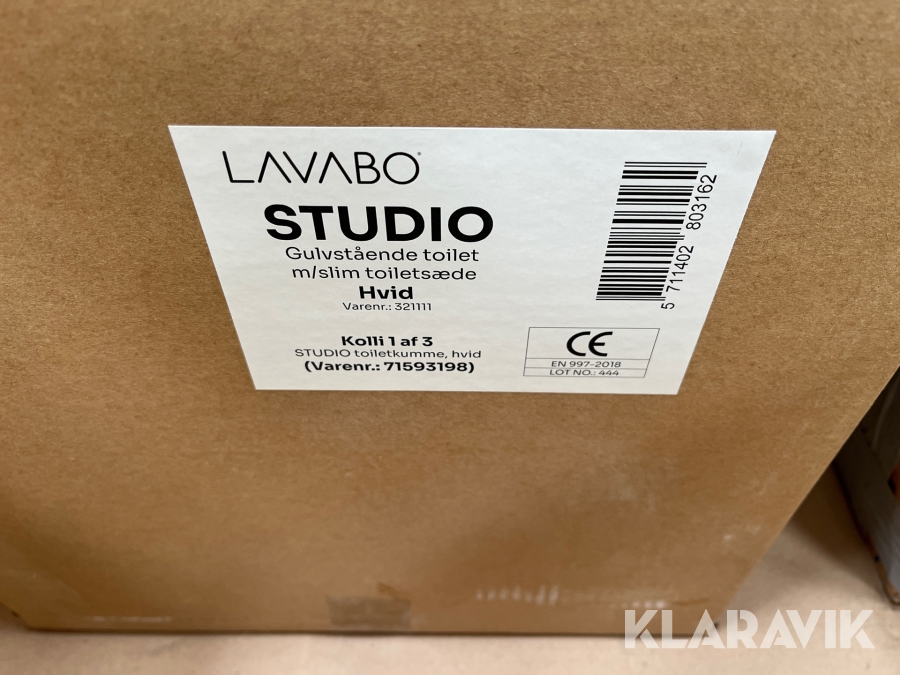 LAVABO®
STUDIO
Gulvstående toilet
m/slim toiletsæde
Hvid
Varenr.: 321111
Kolli 1 af 3
STUDIO toiletkumme, hvid
(Varenr.: 71593198)
5 711402 803162
CE
EN 997-2018
LOT NO.: 444
KLARAVIK